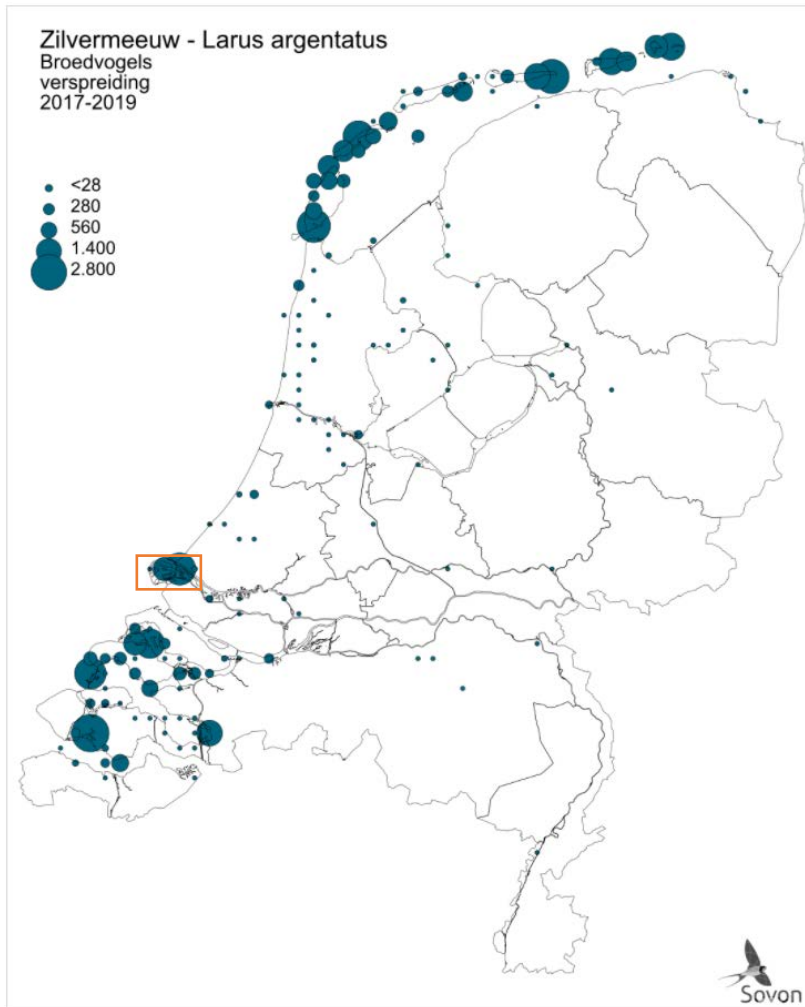 Zilvermeeuw - Larus argentatus
Broedvogels
verspreiding
2017-2019
<28
280
560
1.400
2.800
Sovon